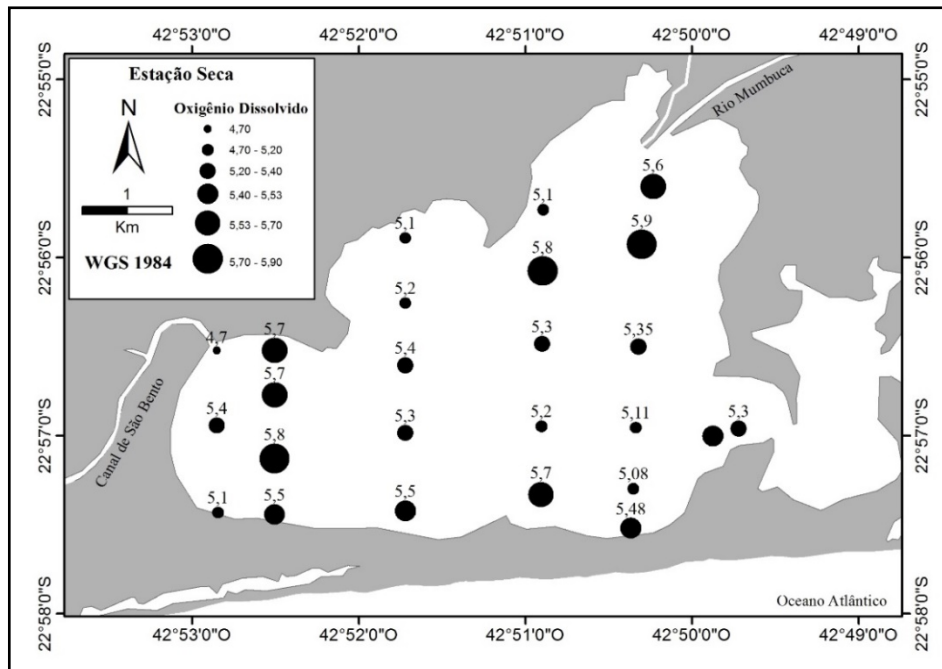 42°53'0"O 42°52'0"O 42°51'0"O 42°50'0"O 42°49'0"O
22°55'0"S
22°55'0"S
Estação Seca
N
1
Km
WGS 1984
Oxigênio Dissolvido
4,70
4,70 - 5,20
5,20 - 5,40
5,40 - 5,53
5,53 - 5,70
5,70 - 5,90
Rio Mumbuca
5,6
5,1
5,1
5,9
5,8
22°56'0"S
22°56'0"S
5,2
4,7
5,7
5,4
5,3
5,35
5,7
5,4
5,8
5,3
5,2
5,11
5,3
22°57'0"S
22°57'0"S
Canal de São Bento
5,1
5,5
5,5
5,7
5,08
5,48
22°58'0"S
22°58'0"S
Oceano Atlântico
42°53'0"O 42°52'0"O 42°51'0"O 42°50'0"O 42°49'0"O